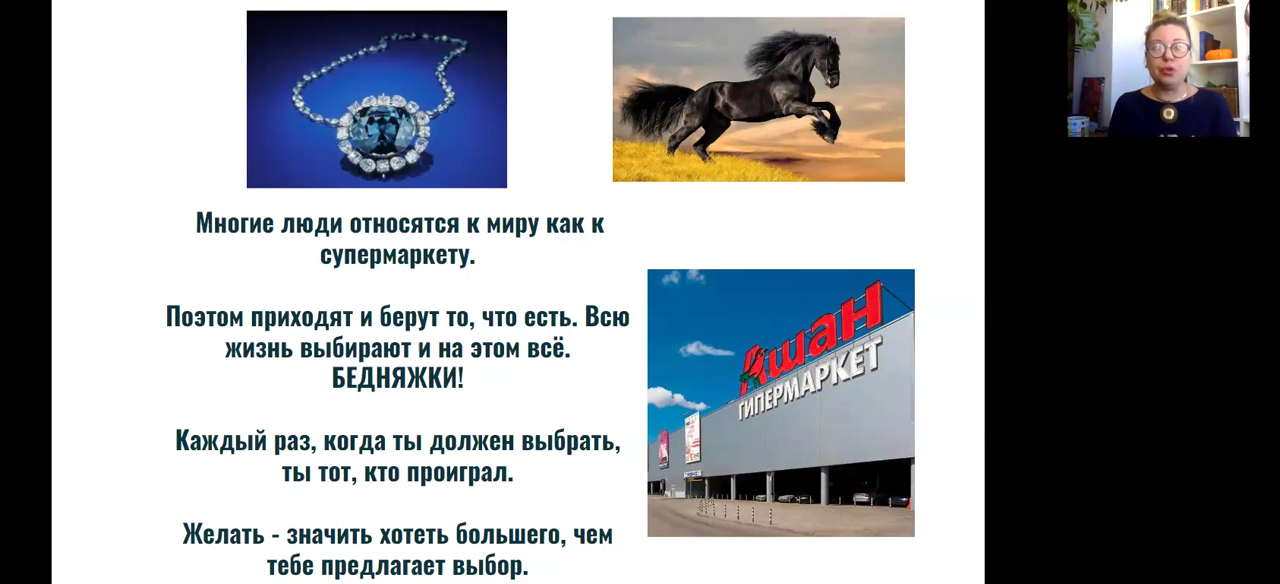 Многие люди относятся к миру как к
супермаркету.
Поэтом приходят и берут то, что есть. Всю
жизнь выбирают и на этом всё.
БЕДНЯЖКИ!
Каждый раз, когда ты должен выбрать,
ты тот, кто проиграл.
Желать - значить хотеть большего, чем
тебе предлагает выбор.
Ашан
ГИПЕРМАРКЕТ